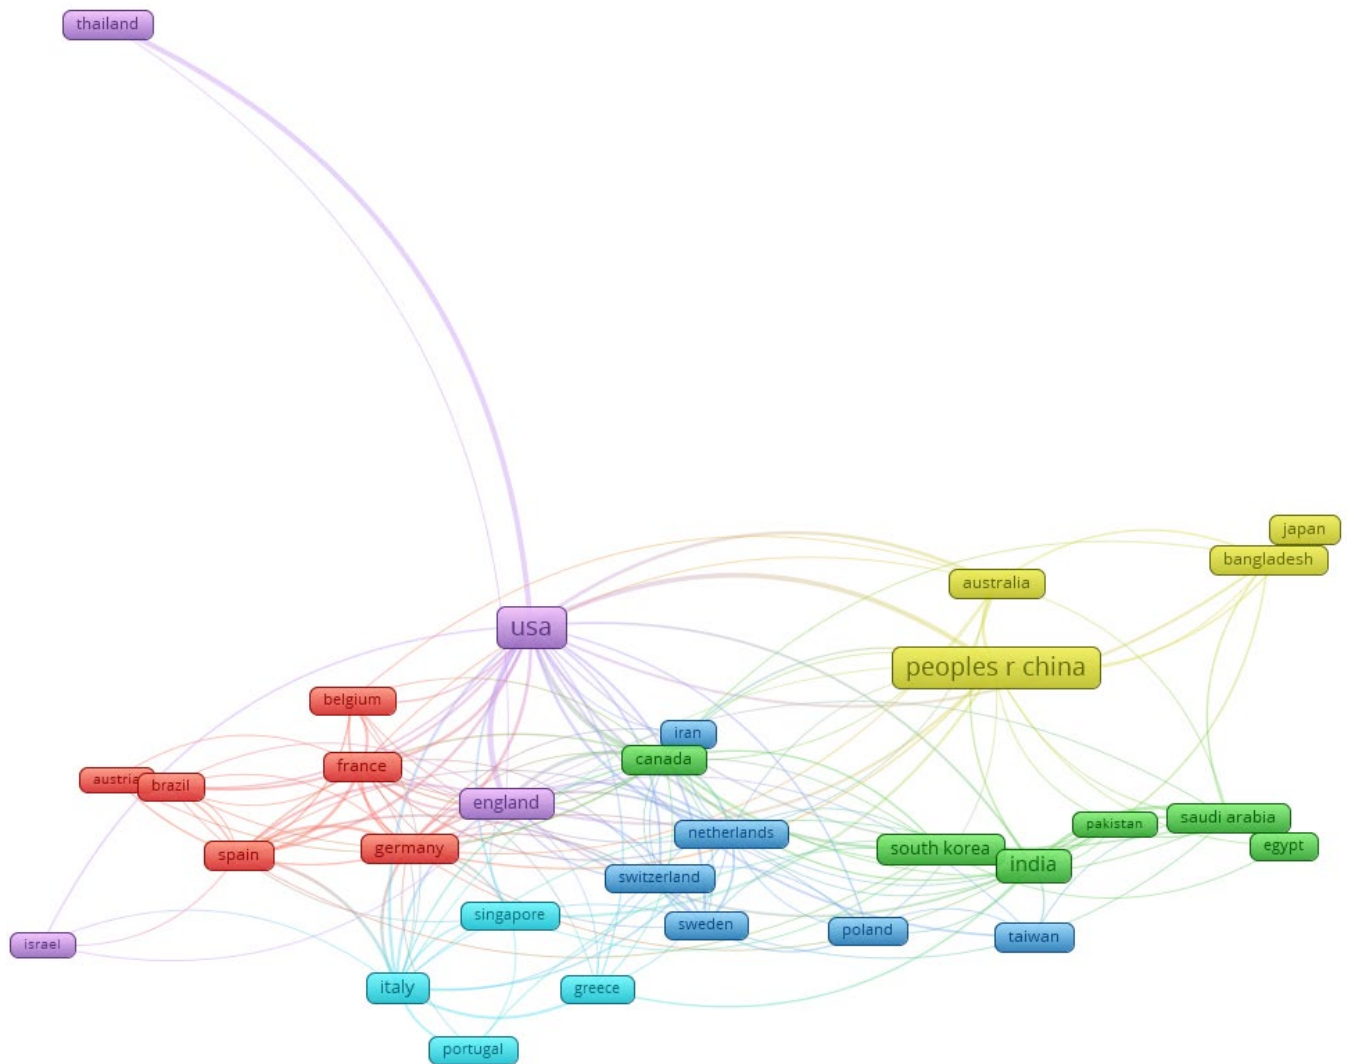 thailand
japan
bangladesh
australia
usa
peoples r china
belgium
iran
canada
france
austria
brazil
england
saudi arabia
pakistan
netherlands
egypt
south korea
germany
spain
india
switzerland
singapore
sweden
poland
taiwan
israel
italy
greece
portugal